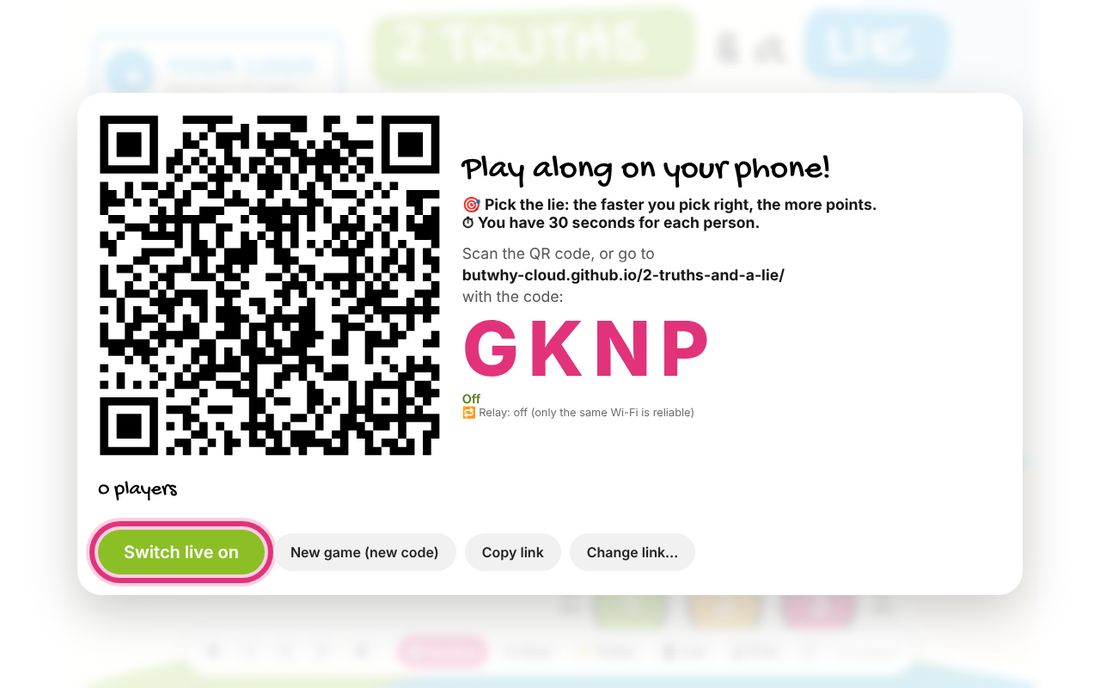 2 TRUTHS & a LIE
Play along on your phone!
🎯 Pick the lie: the faster you pick right, the more points.
⏱ You have 30 seconds for each person.
Scan the QR code, or go to
butwhy-cloud.github.io/2-truths-and-a-lie/
with the code:
GKNP
Off
🔁 Relay: off (only the same Wi-Fi is reliable)
0 players
Switch live on
New game (new code)
Copy link
Change link...